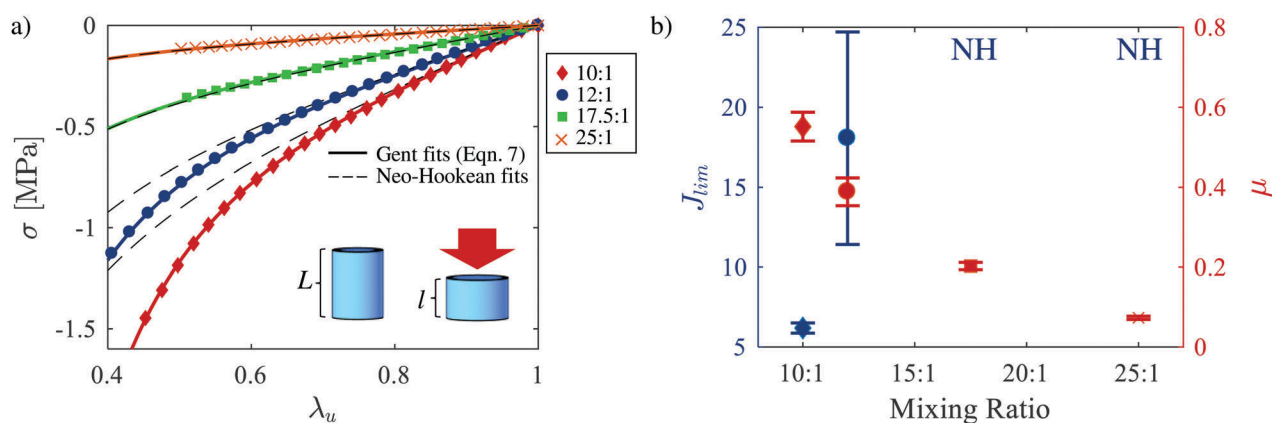 a)
0
-0.5
-1
-1.5
σ [MPa]
0.4 0.6 0.8 1
λu
Gent fits (Eqn. 7)
Neo-Hookean fits
L
l
10:1
12:1
17.5:1
25:1
b)
NH NH
25
20
15
10
5
Jlim
0.8
0.6
0.4
0.2
0
μ
10:1 15:1 20:1 25:1
Mixing Ratio